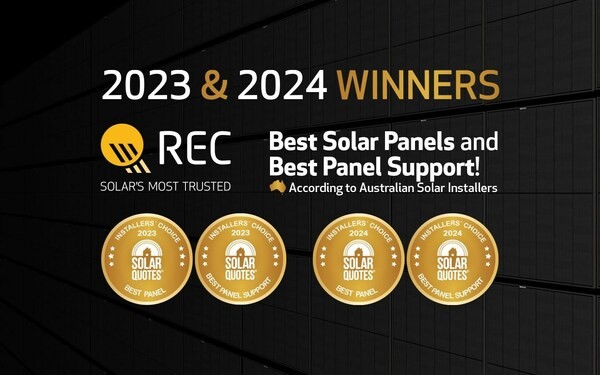 2023 & 2024 WINNERS
REC
SOLAR'S MOST TRUSTED
Best Solar Panels and
Best Panel Support!
According to Australian Solar Installers
INSTALLERS' CHOICE
2023
SOLAR
QUOTES
BEST PANEL
INSTALLERS' CHOICE
2023
SOLAR
QUOTES
BEST PANEL SUPPORT
INSTALLERS' CHOICE
2024
SOLAR
QUOTES
BEST PANEL
INSTALLERS' CHOICE
2024
SOLAR
QUOTES
BEST PANEL SUPPORT